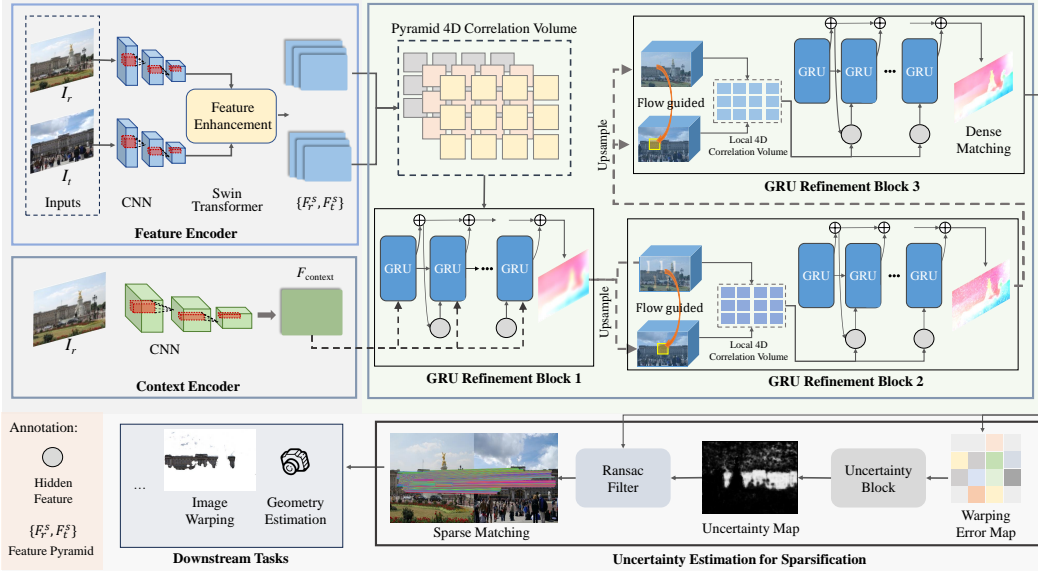 I_r
I_t
Inputs
CNN
Feature
Enhancement
Swin
Transformer
{F_r^s, F_t^s}
Feature Encoder
I_r
CNN
F_context
Context Encoder
Pyramid 4D Correlation Volume
GRU
GRU
•••
GRU
GRU Refinement Block 1
Upsample
Flow guided
Local 4D
Correlation Volume
GRU
GRU
•••
GRU
GRU Refinement Block 2
Upsample
Flow guided
Local 4D
Correlation Volume
GRU
GRU
•••
GRU
Dense
Matching
GRU Refinement Block 3
Annotation:
Hidden
Feature
{F_r^s, F_t^s}
Feature Pyramid
...
Image
Warping
Geometry
Estimation
Downstream Tasks
Sparse Matching
Ransac
Filter
Uncertainty Map
Uncertainty
Block
Warping
Error Map
Uncertainty Estimation for Sparsification